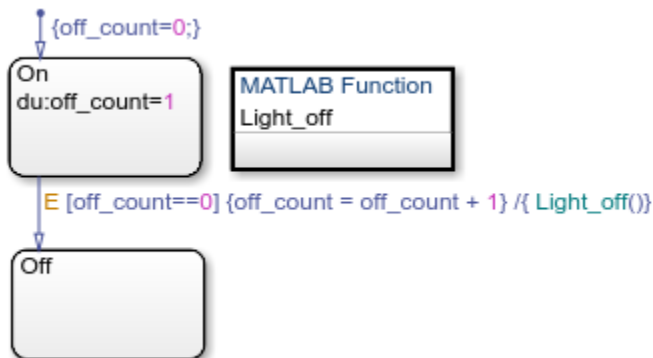 {off_count=0;}
On
du:off_count=1
MATLAB Function
Light_off
E [off_count==0] {off_count = off_count + 1} /{ Light_off()}
Off